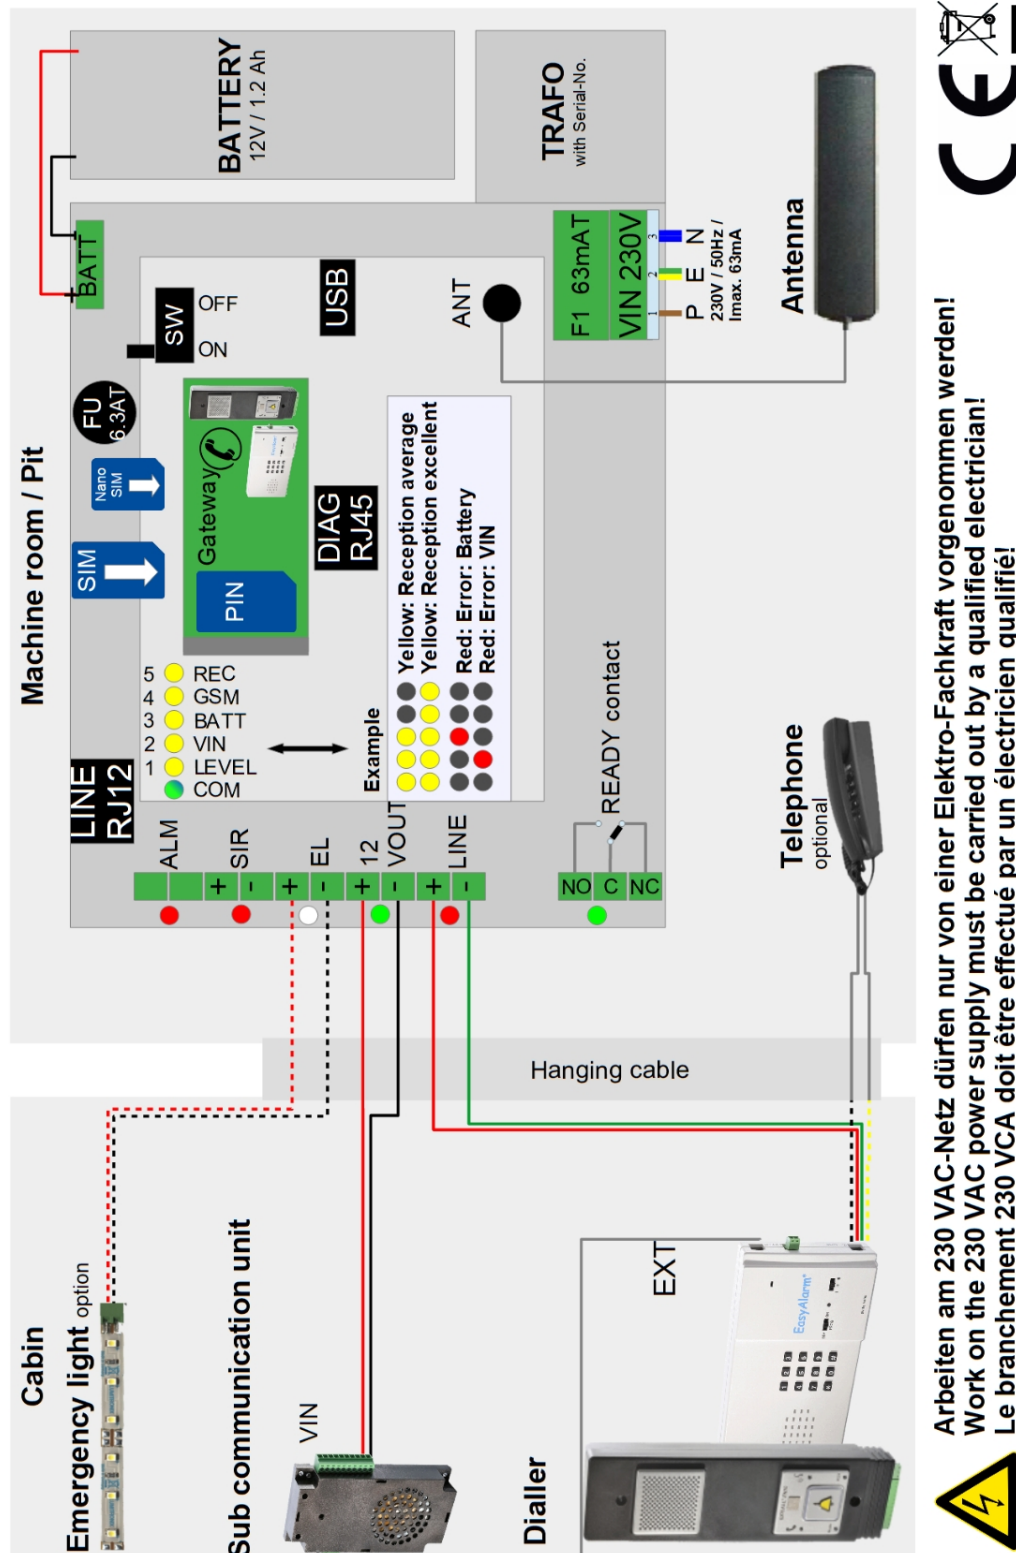 Machine room / Pit
BATTERY
12V / 1.2 Ah
TRAFO
with Serial-No.
BATT
+
-
SW
OFF
ON
USB
ANT
F1 63mAT
VIN 230V
1 2 3
P E N
230V / 50Hz /
Imax. 63mA
Antenna
FU
6.3AT
Nano
SIM
SIM
Gateway
PIN
DIAG
RJ45
Yellow: Reception average
Yellow: Reception excellent
Red: Error: Battery
Red: Error: VIN
Example
5 REC
4 GSM
3 BATT
2 VIN
1 LEVEL
COM
LINE
RJ12
ALM
SIR
+
-
EL
+
-
12
VOUT
+
-
LINE
+
-
READY contact
NO
C
NC
Telephone
optional
Hanging cable
Cabin
Emergency light option
Sub communication unit
VIN
Dialler
EXT
EasyAlarm
Arbeiten am 230 VAC-Netz dürfen nur von einer Elektro-Fachkraft vorgenommen werden!
Work on the 230 VAC power supply must be carried out by a qualified electrician!
Le branchement 230 VCA doit être effectué par un électricien qualifié!
CE